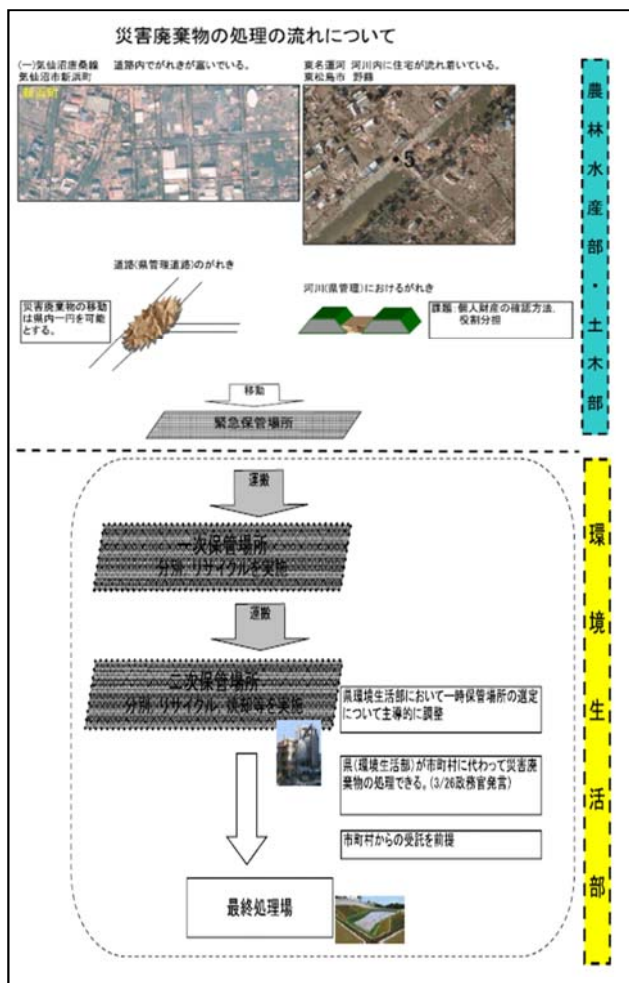 災害廃棄物の処理の流れについて
(一)気仙沼唐桑線　道路内でがれきが塞いでいる。
気仙沼市新浜町
東名運河　河川内に住宅が流れ着いている。
東松島市　野蒜
新浜町
5
農林水産部・土木部
道路(県管理道路)のがれき
災害廃棄物の移動
は県内一円を可能
とする。
河川(県管理)におけるがれき
課題:個人財産の確認方法、
役割分担
移動
緊急保管場所
環境生活部
運搬
一次保管場所
分別、リサイクルを実施
運搬
二次保管場所
分別、リサイクル、焼却等を実施
県環境生活部において一時保管場所の選定
について主導的に調整
県(環境生活部)が市町村に代わって災害廃
棄物の処理できる。(3/26政務官発言)
市町村からの受託を前提
最終処理場